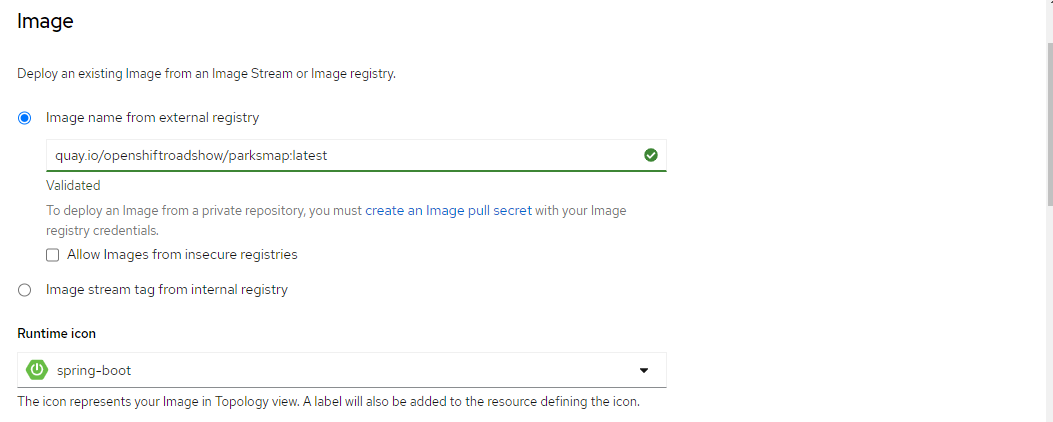 Image
Deploy an existing Image from an Image Stream or Image registry.
Image name from external registry
quay.io/openshiftroadshow/parksmap:latest
Validated
To deploy an Image from a private repository, you must create an Image pull secret with your Image
registry credentials.
Allow Images from insecure registries
Image stream tag from internal registry
Runtime icon
spring-boot
The icon represents your Image in Topology view. A label will also be added to the resource defining the icon.